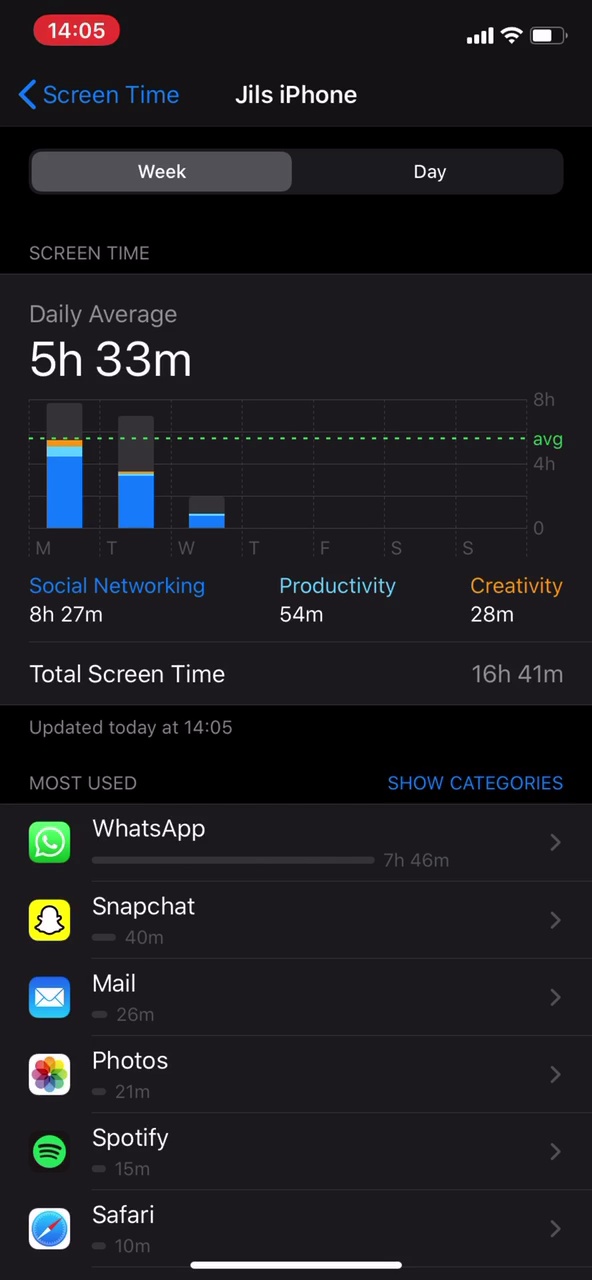 14:05
Screen Time Jils iPhone
Week Day
SCREEN TIME
Daily Average
5h 33m
8h
avg
4h
0
M T W T F S S
Social Networking Productivity Creativity
8h 27m 54m 28m
Total Screen Time 16h 41m
Updated today at 14:05
MOST USED SHOW CATEGORIES
WhatsApp
7h 46m
Snapchat
40m
Mail
26m
Photos
21m
Spotify
15m
Safari
10m